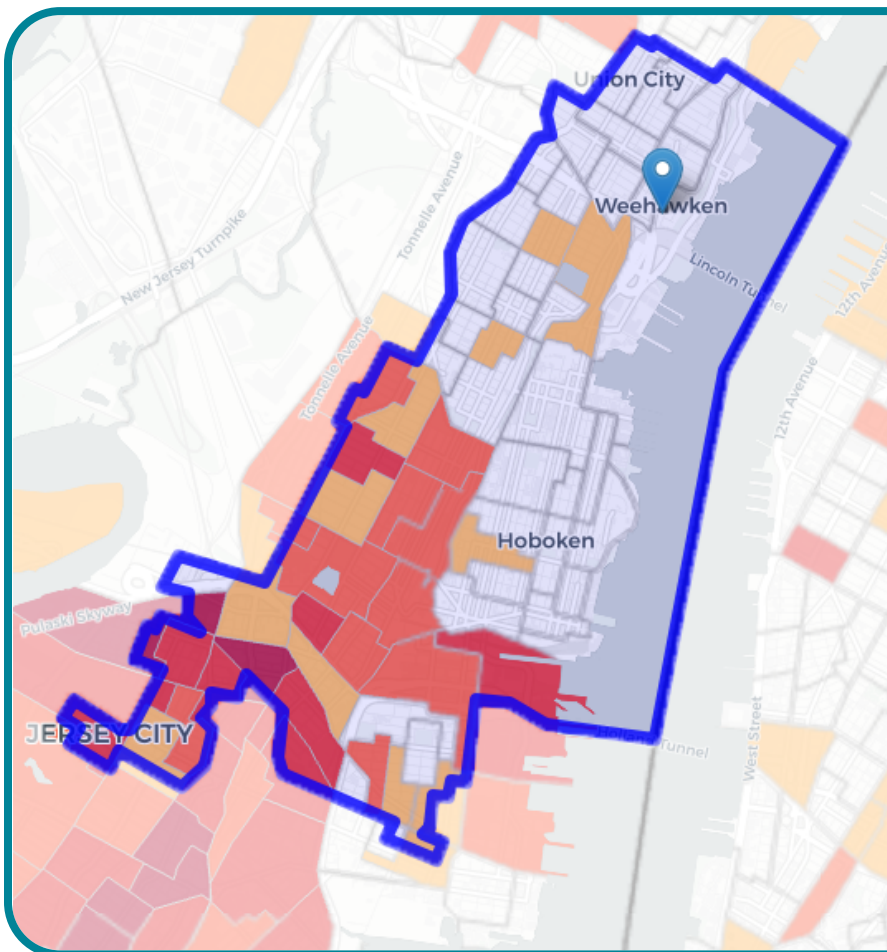 Union City
Weehawken
Tonnelle Avenue
New Jersey Turnpike
Lincoln Tunnel
12th Avenue
Tonnelle Avenue
12th Avenue
Hoboken
Pulaski Skyway
JERSEY CITY
Holland Tunnel
West Street